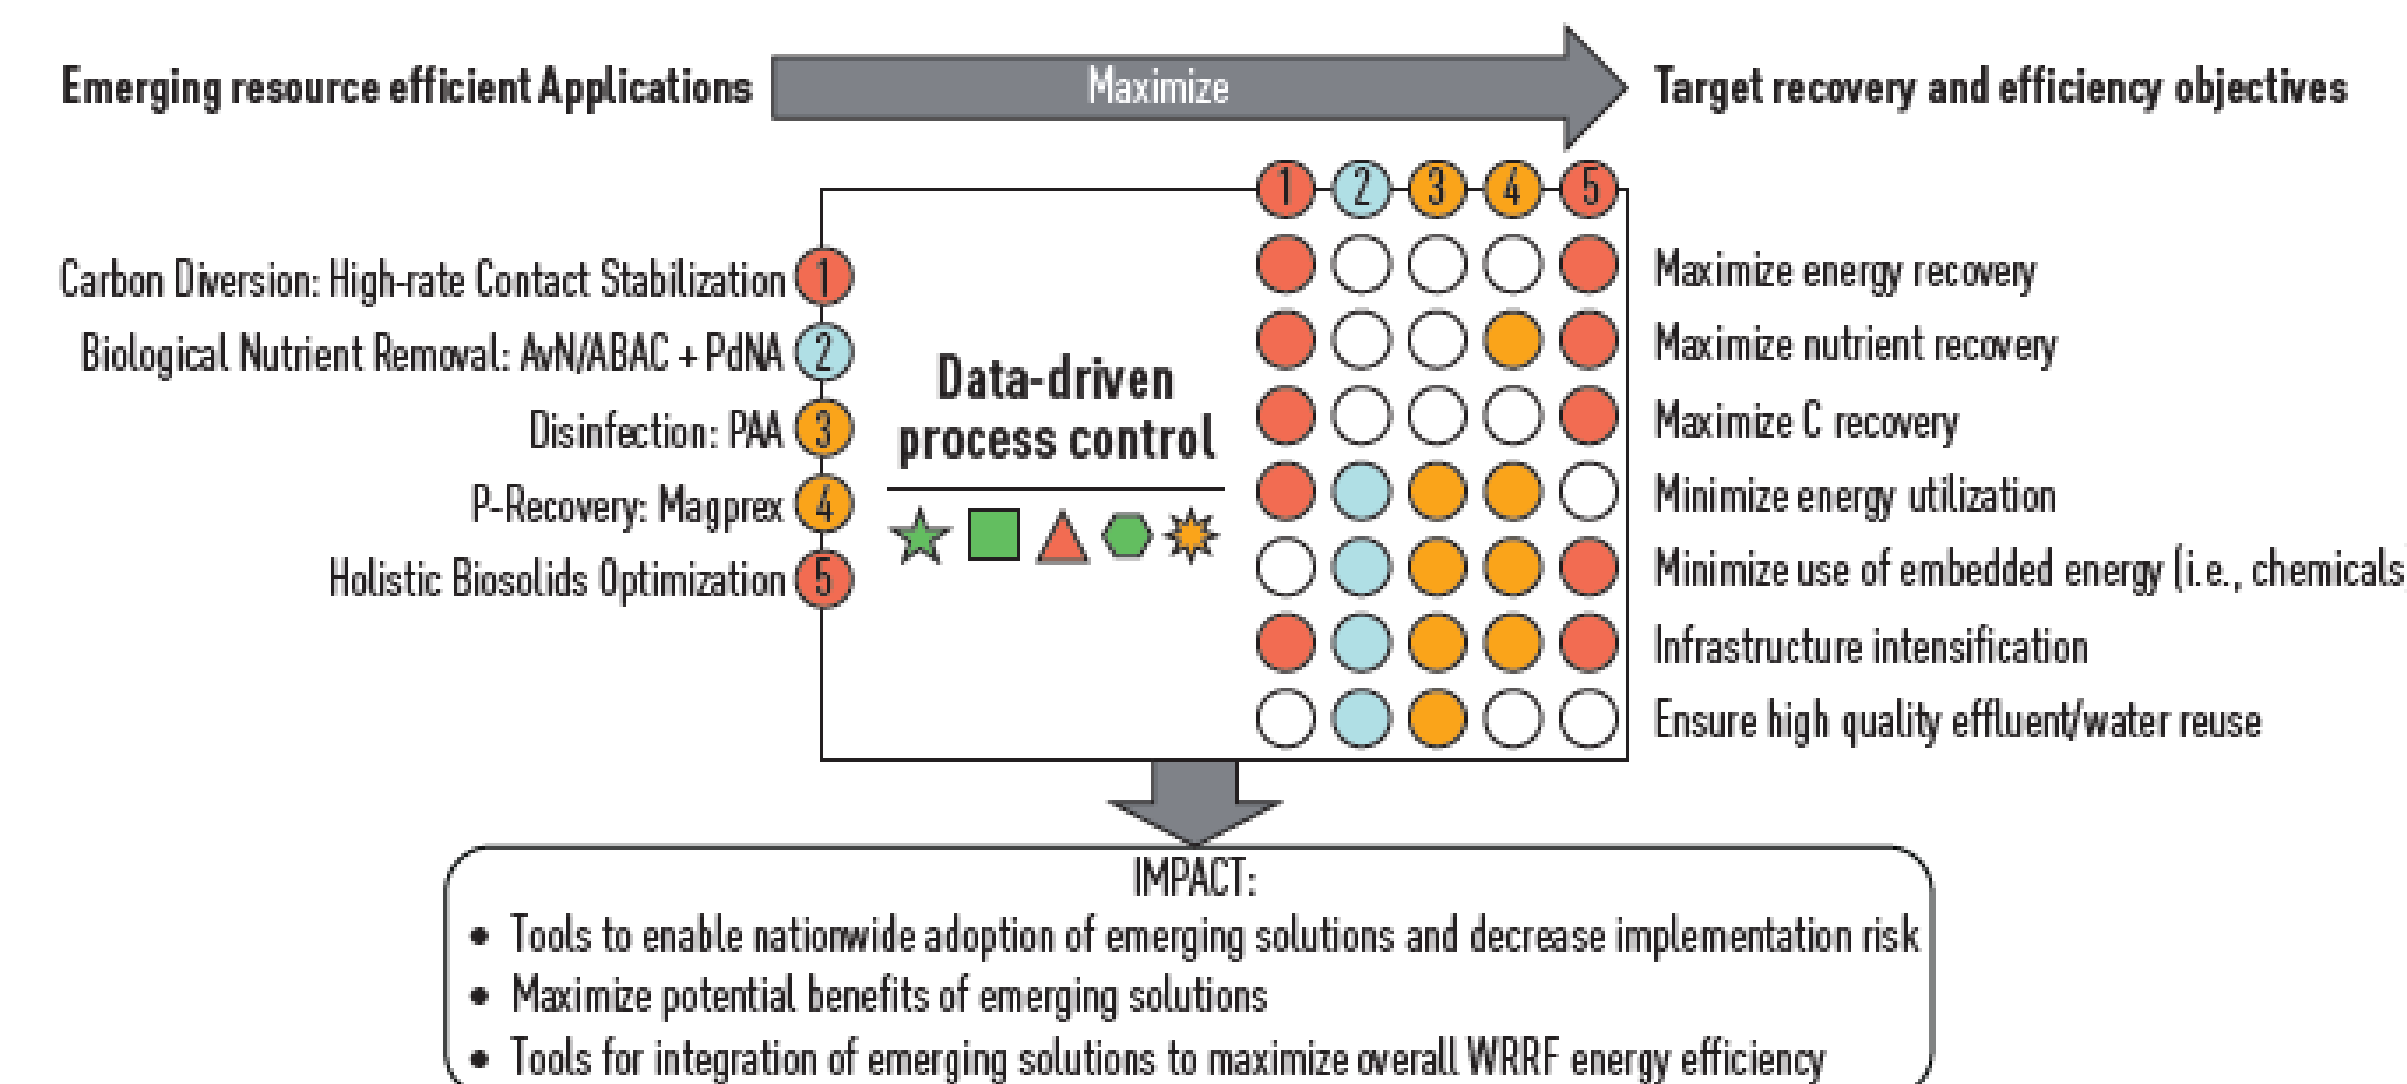 Emerging resource efficient Applications
Maximize
Target recovery and efficiency objectives
1 2 3 4 5
Carbon Diversion: High-rate Contact Stabilization 1
Biological Nutrient Removal: AvN/ABAC + PdNA 2
Disinfection: PAA 3
P-Recovery: Magprex 4
Holistic Biosolids Optimization 5
Data-driven
process control
Maximize energy recovery
Maximize nutrient recovery
Maximize C recovery
Minimize energy utilization
Minimize use of embedded energy (i.e., chemicals)
Infrastructure intensification
Ensure high quality effluent/water reuse
IMPACT:
• Tools to enable nationwide adoption of emerging solutions and decrease implementation risk
• Maximize potential benefits of emerging solutions
• Tools for integration of emerging solutions to maximize overall WRRF energy efficiency